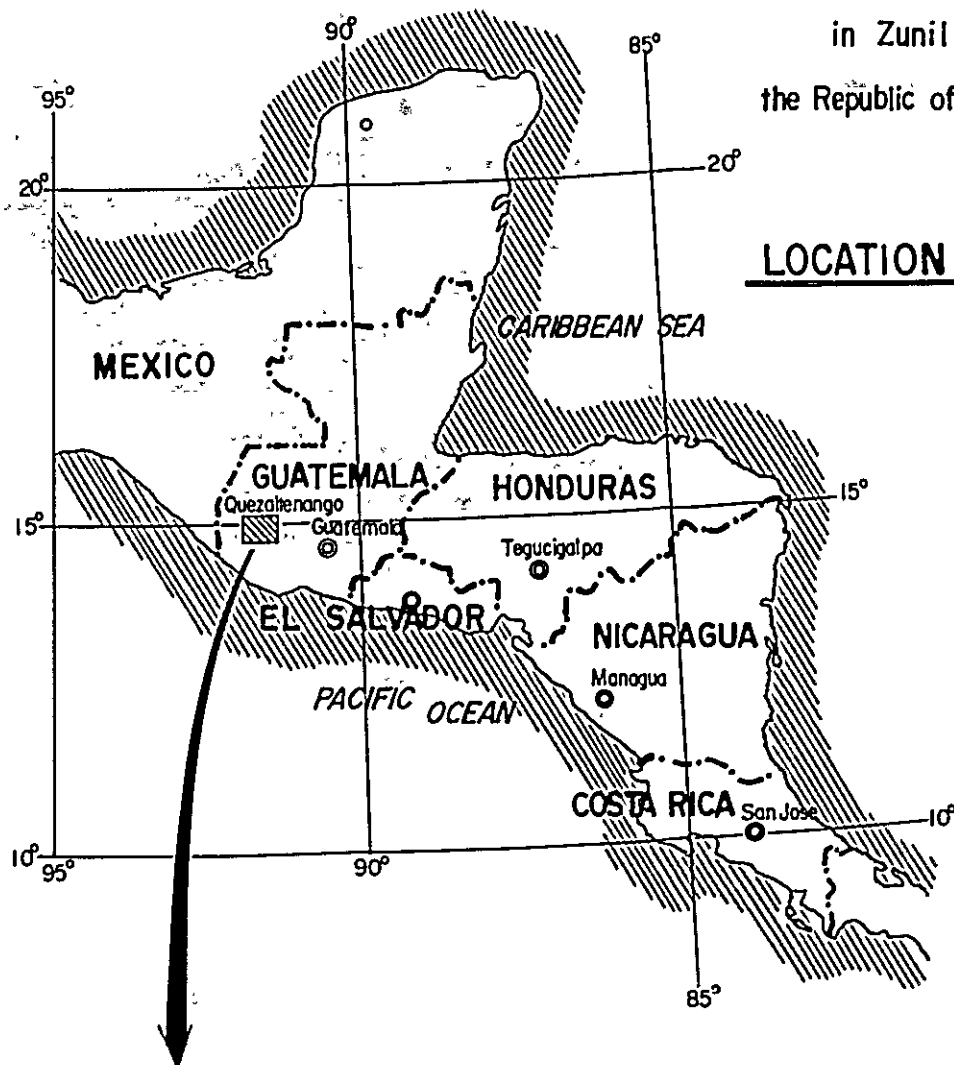 in Zunil
the Republic of
LOCATION
90°
85°
95°
20°
20°
CARIBBEAN SEA
MEXICO
GUATEMALA
HONDURAS
Quezaltenango
15°
Guatemala
15°
Tegucigalpa
EL SALVADOR
NICARAGUA
Managua
PACIFIC OCEAN
COSTA RICA
San Jose
10°
10°
95°
90°
85°